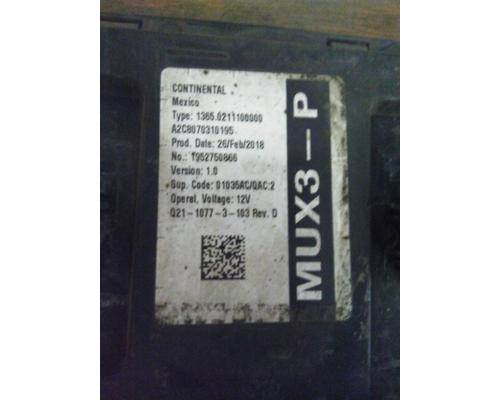 CONTINENTAL
Mexico
Type: 1365.0211100000
A2C8070310195
Prod. Date: 26/Feb/2018
No.: 1952750866
Version: 1.0
Sup. Code: 01035AC/QAC:2
Operat. Voltage: 12V
Q21-1077-3-103 Rev. D
MUX3-P